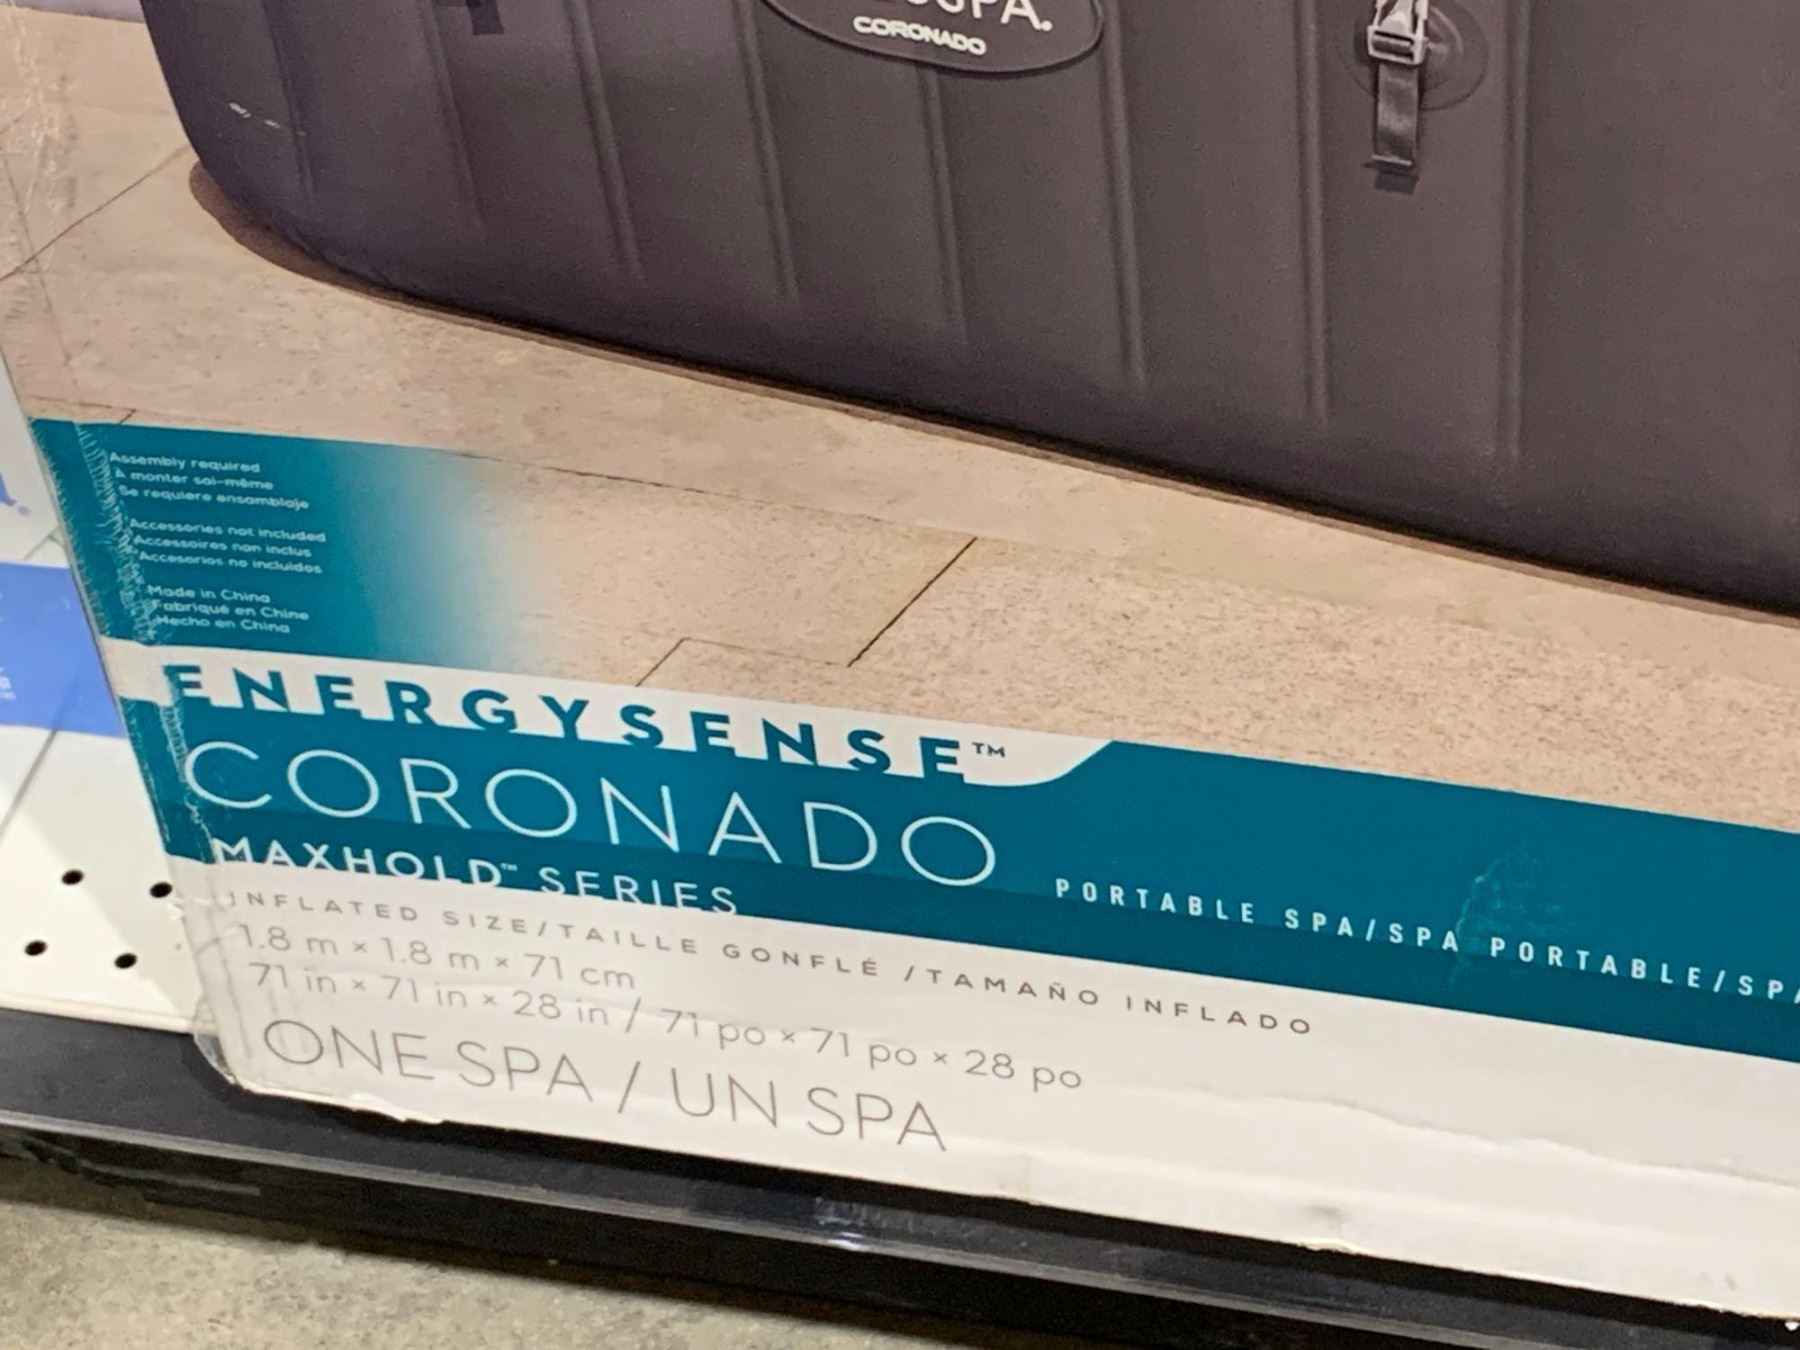 CORONADO
Assembly required
À monter soi-même
Se requiere ensamblaje
Accessories not included
Accessoires non inclus
Accesorios no incluidos
Made in China
Fabriqué en Chine
Hecho en China
ENERGYSENSE™
CORONADO
MAXHOLD™ SERIES
PORTABLE SPA/SPA PORTABLE/SPA
INFLATED SIZE/TAILLE GONFLÉ /TAMAÑO INFLADO
1.8 m × 1.8 m × 71 cm
71 in × 71 in × 28 in / 71 po × 71 po × 28 po
ONE SPA / UN SPA